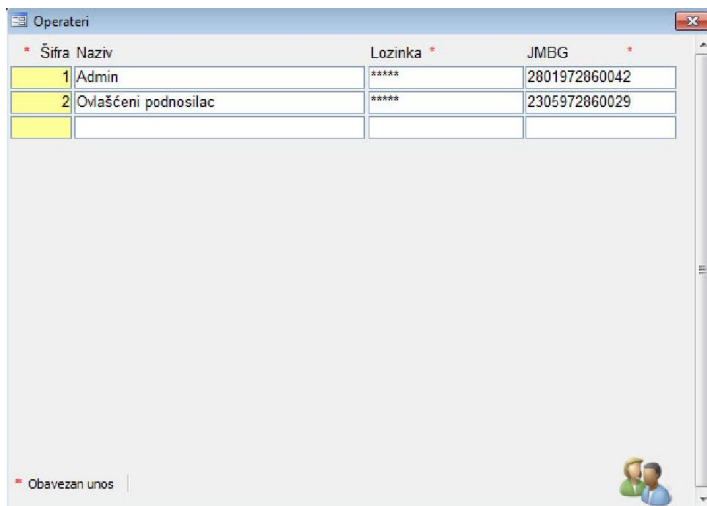 Operateri
* Šifra Naziv Lozinka * JMBG *
1 Admin ***** 2801972860042
2 Ovlašćeni podnosilac ***** 2305972860029
* Obavezan unos